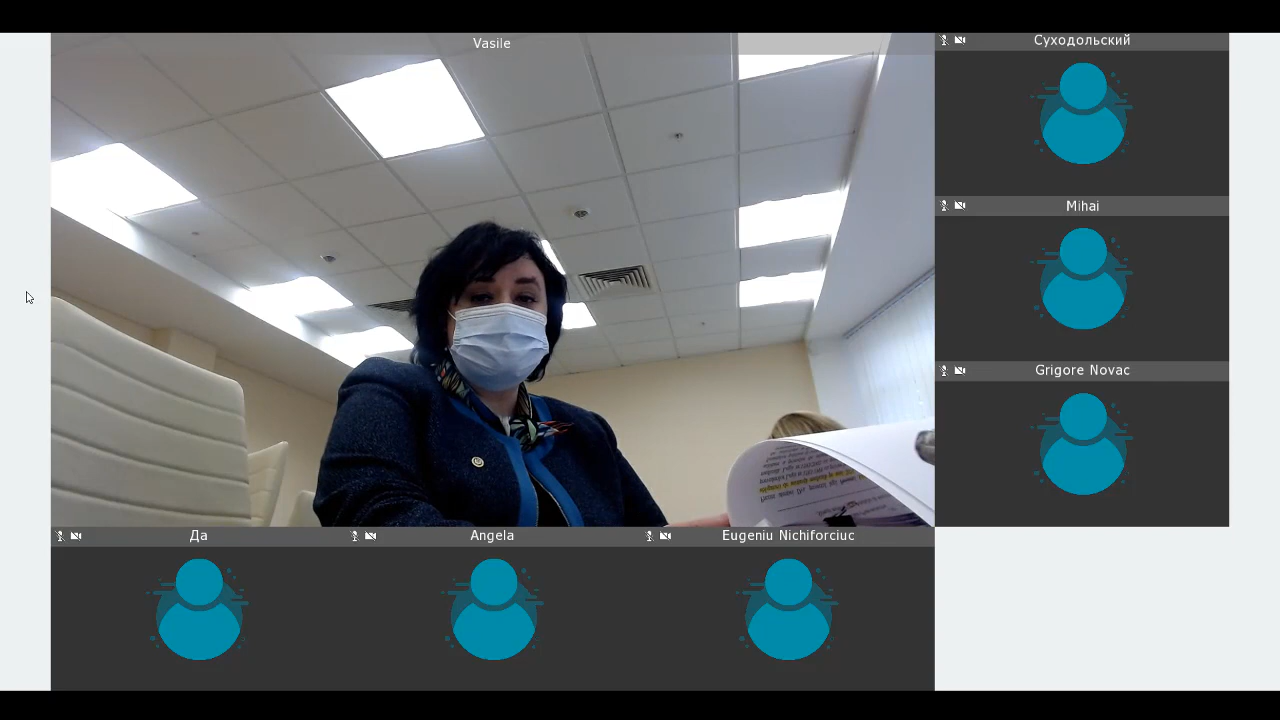 Vasile
Суходольский
Mihai
Grigore Novac
Да
Angela
Eugeniu Nichiforciuc